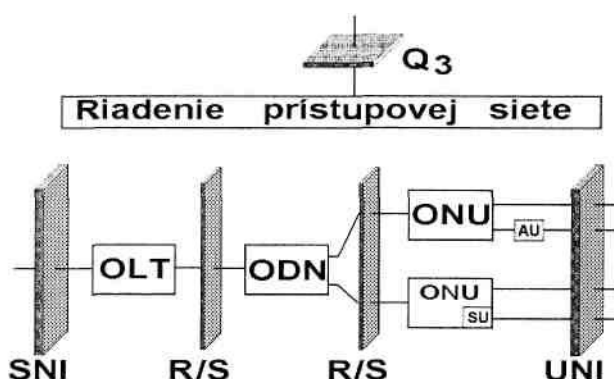 Q3
Riadenie prístupovej siete
ONU
AU
OLT
ODN
ONU
SU
SNI
R/S
R/S
UNI